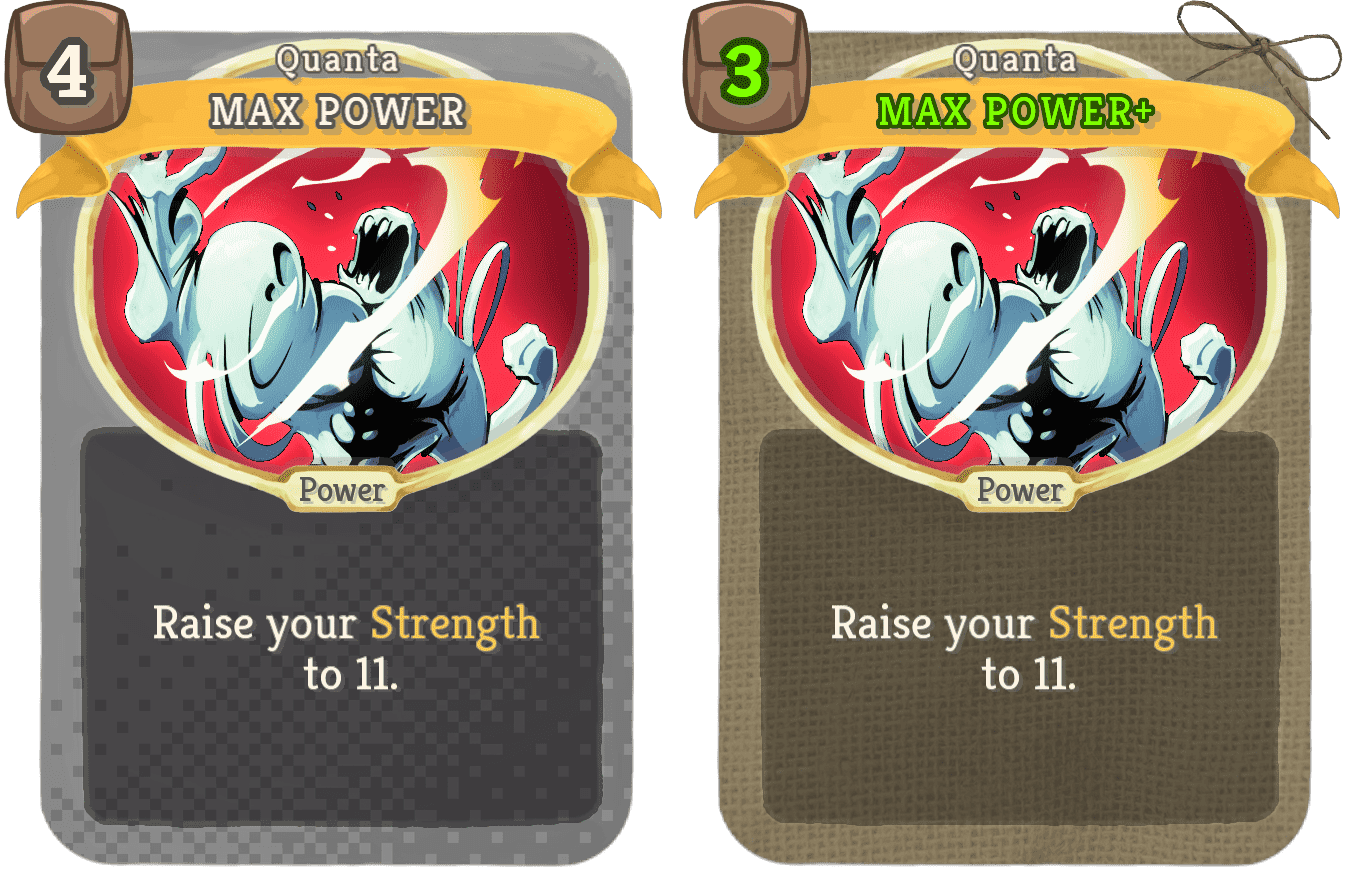 4
Quanta
MAX POWER
Power
Raise your Strength
to 11.
3
Quanta
MAX POWER+
Power
Raise your Strength
to 11.